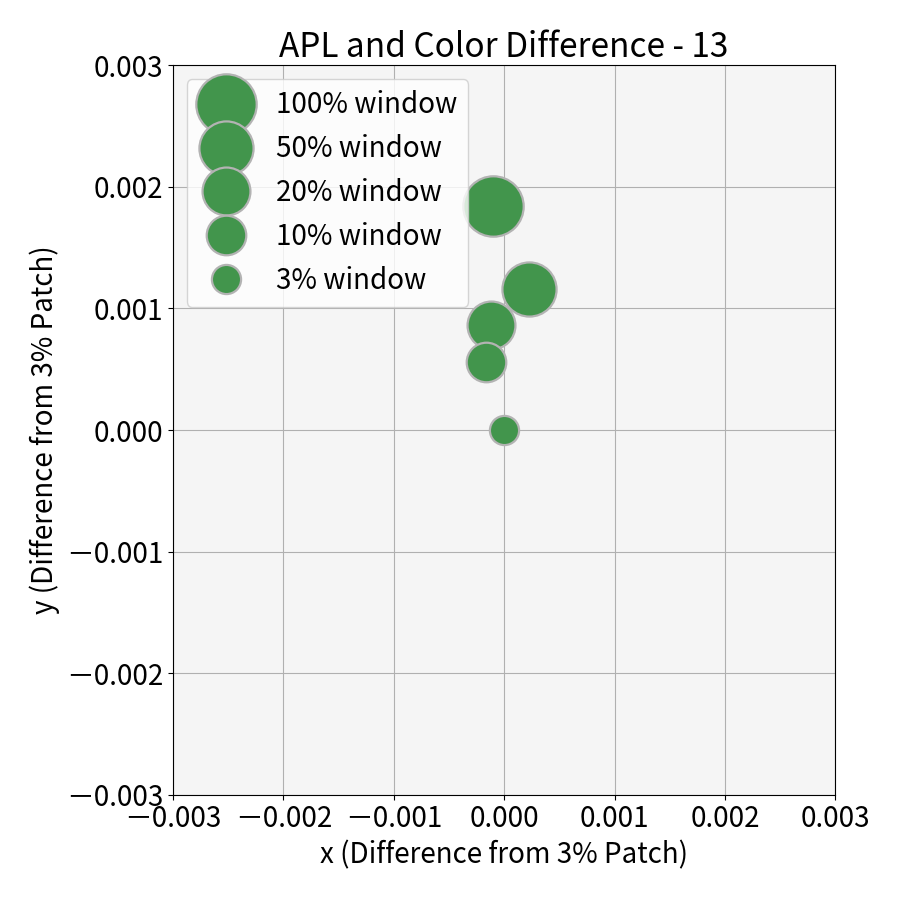 APL and Color Difference - 13
100% window
50% window
20% window
10% window
3% window
y (Difference from 3% Patch)
0.003
0.002
0.001
0.000
−0.001
−0.002
−0.003
−0.003 −0.002 −0.001 0.000 0.001 0.002 0.003
x (Difference from 3% Patch)